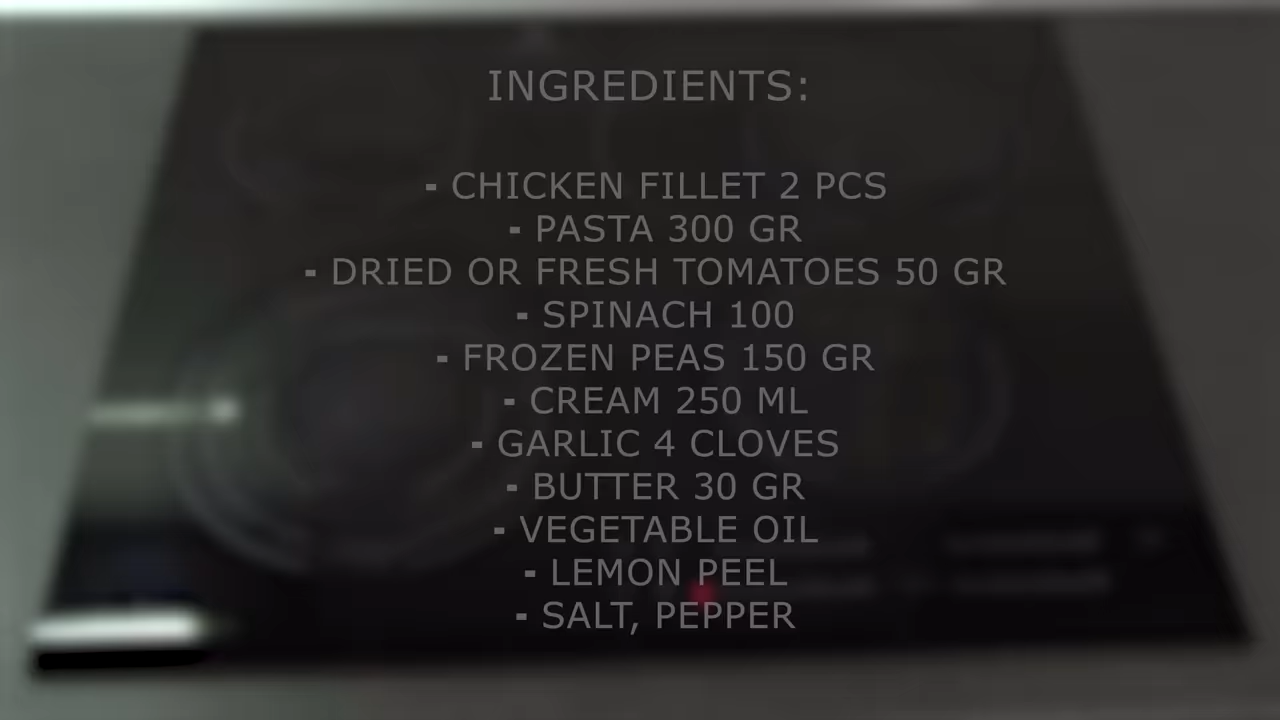 INGREDIENTS:
- CHICKEN FILLET 2 PCS
- PASTA 300 GR
- DRIED OR FRESH TOMATOES 50 GR
- SPINACH 100
- FROZEN PEAS 150 GR
- CREAM 250 ML
- GARLIC 4 CLOVES
- BUTTER 30 GR
- VEGETABLE OIL
- LEMON PEEL
- SALT, PEPPER